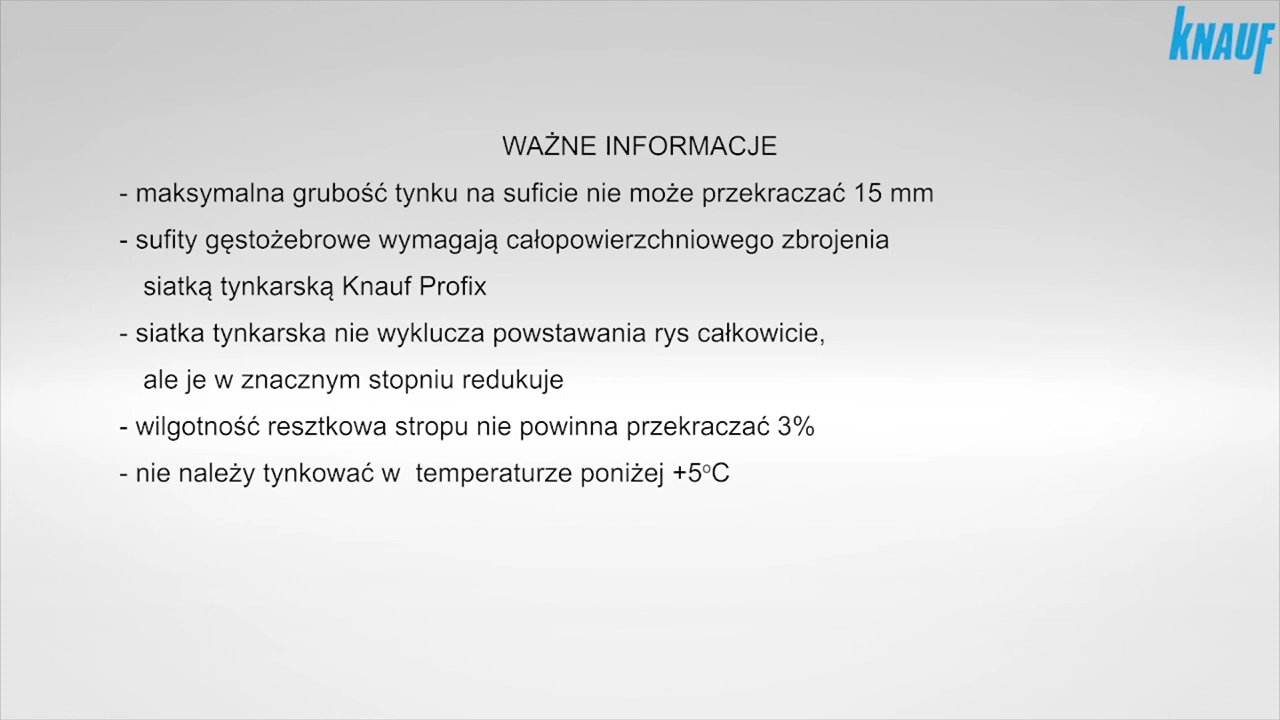 KNAUF
WAŻNE INFORMACJE
- maksymalna grubość tynku na suficie nie może przekraczać 15 mm
- sufity gęstożebrowe wymagają całopowierzchniowego zbrojenia
siatką tynkarską Knauf Profix
- siatka tynkarska nie wyklucza powstawania rys całkowicie,
ale je w znacznym stopniu redukuje
- wilgotność resztkowa stropu nie powinna przekraczać 3%
- nie należy tynkować w  temperaturze poniżej +5ºC